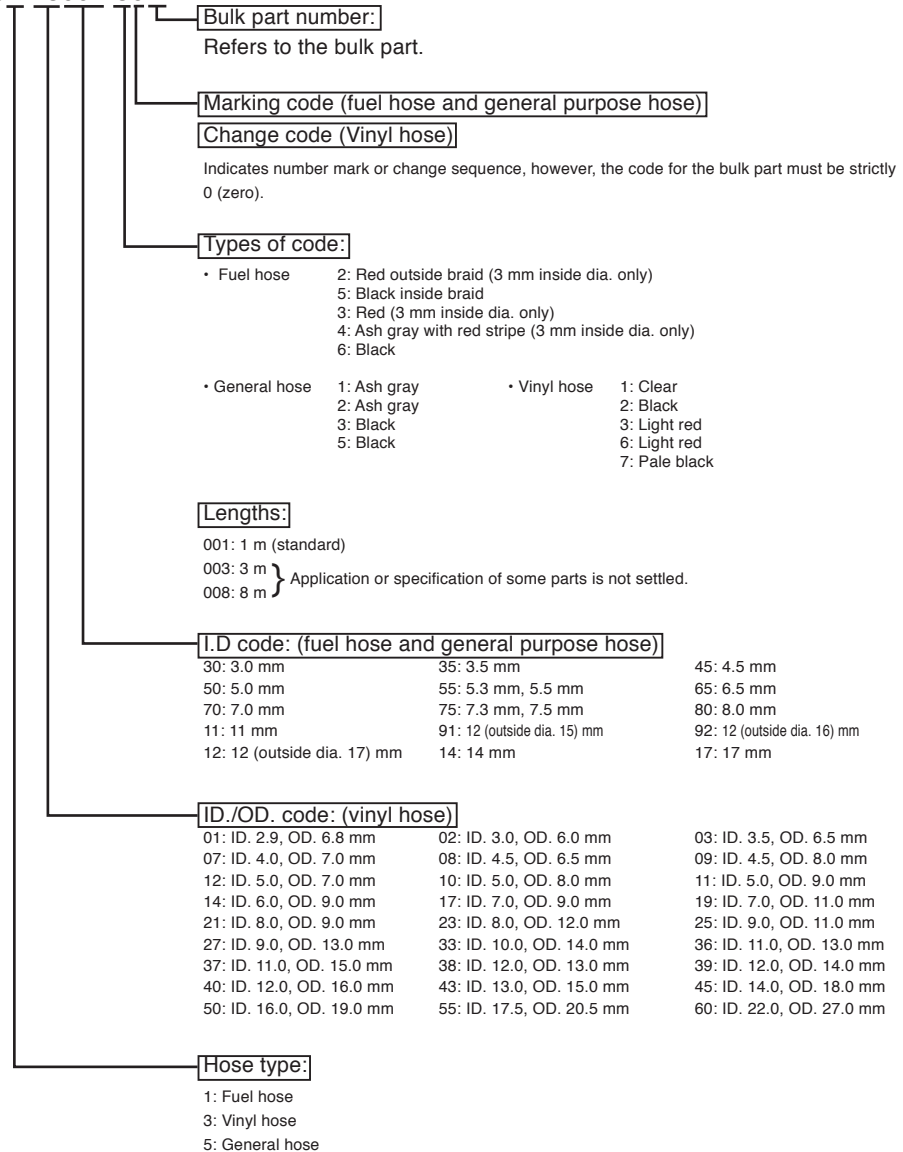 Bulk part number:
Refers to the bulk part.
Marking code (fuel hose and general purpose hose)
Change code (Vinyl hose)
Indicates number mark or change sequence, however, the code for the bulk part must be strictly
0 (zero).
Types of code:
・ Fuel hose 2: Red outside braid (3 mm inside dia. only)
5: Black inside braid
3: Red (3 mm inside dia. only)
4: Ash gray with red stripe (3 mm inside dia. only)
6: Black
・General hose 1: Ash gray ・Vinyl hose 1: Clear
2: Ash gray 2: Black
3: Black 3: Light red
5: Black 6: Light red
7: Pale black
Lengths:
001: 1 m (standard)
003: 3 m
008: 8 m } Application or specification of some parts is not settled.
I.D code: (fuel hose and general purpose hose)
30: 3.0 mm 35: 3.5 mm 45: 4.5 mm
50: 5.0 mm 55: 5.3 mm, 5.5 mm 65: 6.5 mm
70: 7.0 mm 75: 7.3 mm, 7.5 mm 80: 8.0 mm
11: 11 mm 91: 12 (outside dia. 15) mm 92: 12 (outside dia. 16) mm
12: 12 (outside dia. 17) mm 14: 14 mm 17: 17 mm
ID./OD. code: (vinyl hose)
01: ID. 2.9, OD. 6.8 mm 02: ID. 3.0, OD. 6.0 mm 03: ID. 3.5, OD. 6.5 mm
07: ID. 4.0, OD. 7.0 mm 08: ID. 4.5, OD. 6.5 mm 09: ID. 4.5, OD. 8.0 mm
12: ID. 5.0, OD. 7.0 mm 10: ID. 5.0, OD. 8.0 mm 11: ID. 5.0, OD. 9.0 mm
14: ID. 6.0, OD. 9.0 mm 17: ID. 7.0, OD. 9.0 mm 19: ID. 7.0, OD. 11.0 mm
21: ID. 8.0, OD. 9.0 mm 23: ID. 8.0, OD. 12.0 mm 25: ID. 9.0, OD. 11.0 mm
27: ID. 9.0, OD. 13.0 mm 33: ID. 10.0, OD. 14.0 mm 36: ID. 11.0, OD. 13.0 mm
37: ID. 11.0, OD. 15.0 mm 38: ID. 12.0, OD. 13.0 mm 39: ID. 12.0, OD. 14.0 mm
40: ID. 12.0, OD. 16.0 mm 43: ID. 13.0, OD. 15.0 mm 45: ID. 14.0, OD. 18.0 mm
50: ID. 16.0, OD. 19.0 mm 55: ID. 17.5, OD. 20.5 mm 60: ID. 22.0, OD. 27.0 mm
Hose type:
1: Fuel hose
3: Vinyl hose
5: General hose